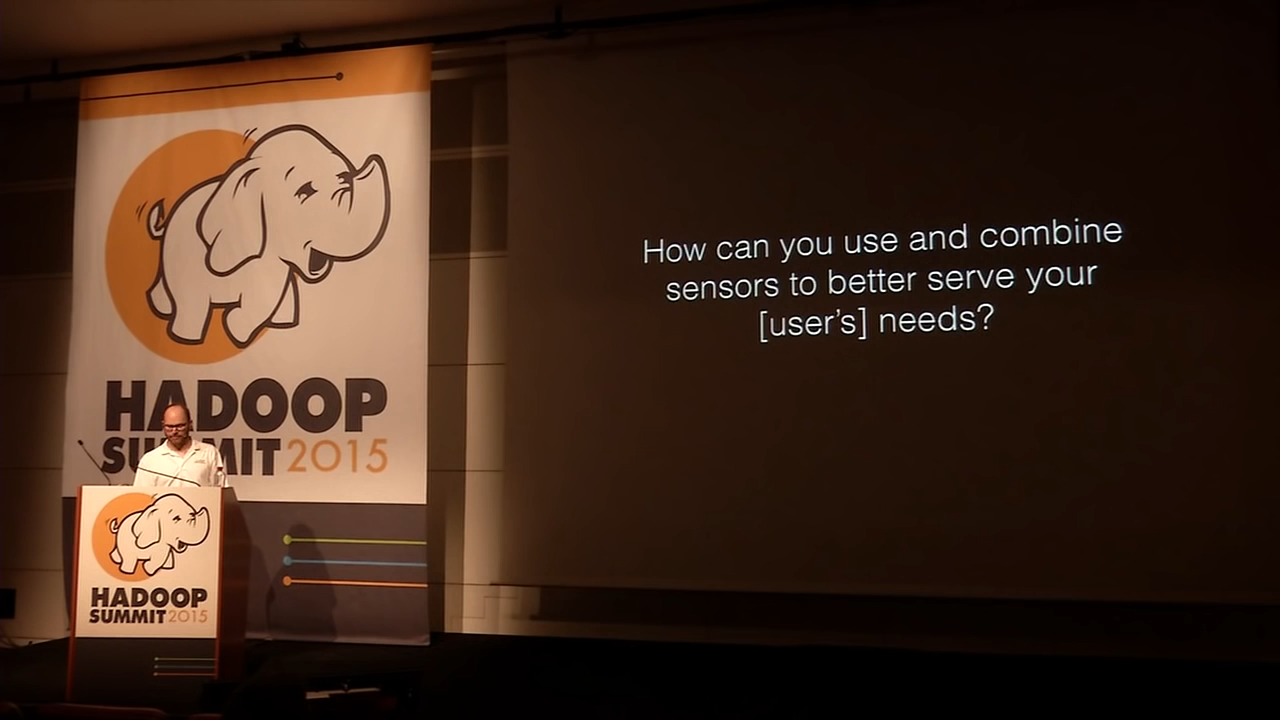 HADOOP
SUMMIT 2015
HADOOP
SUMMIT 2015
How can you use and combine
sensors to better serve your
[user's] needs?